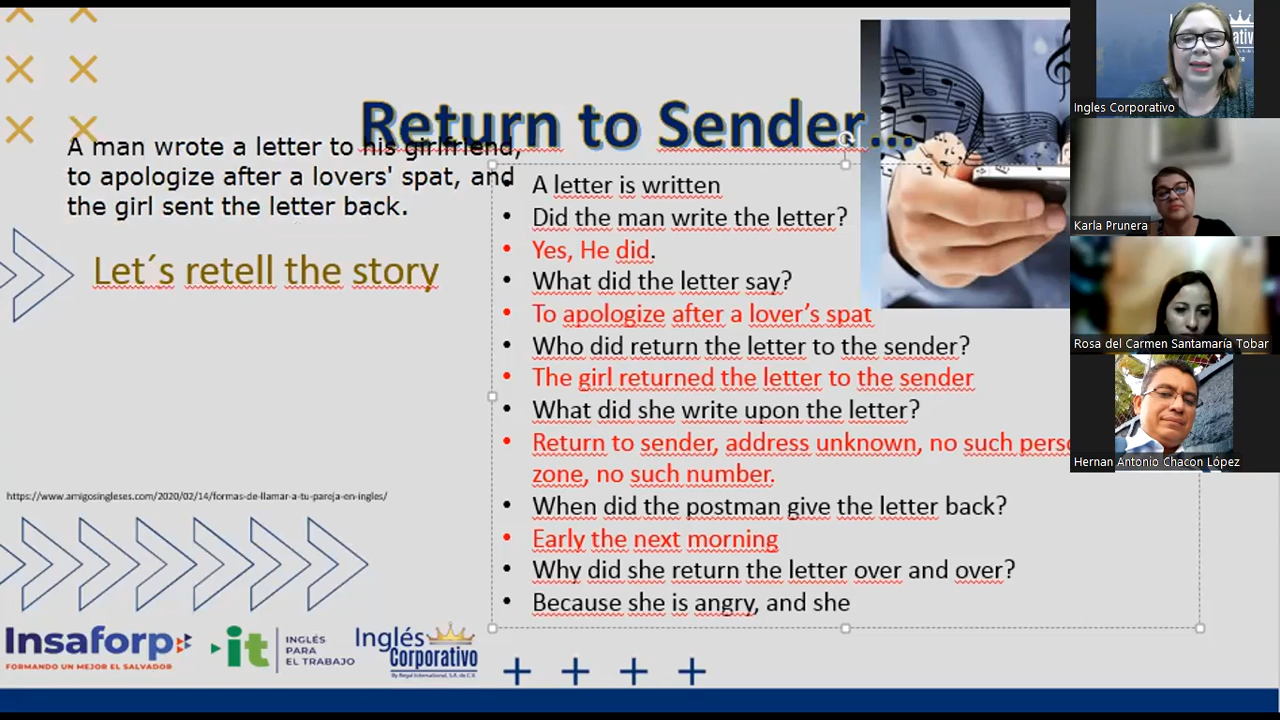 Return to Sender...
A man wrote a letter to his girlfriend,
to apologize after a lovers' spat, and
the girl sent the letter back.
Let´s retell the story
• A letter is written
• Did the man write the letter?
• Yes, He did.
• What did the letter say?
• To apologize after a lover’s spat
• Who did return the letter to the sender?
• The girl returned the letter to the sender
• What did she write upon the letter?
• Return to sender, address unknown, no such
zone, no such number.
• When did the postman give the letter back?
• Early the next morning
• Why did she return the letter over and over?
• Because she is angry, and she
https://www.amigosingleses.com/2020/02/14/formas-de-llamar-a-tu-pareja-en-ingles/
Insaforp
FORMANDO UN MEJOR EL SALVADOR
it
INGLÉS
PARA
EL TRABAJO
Inglés
Corporativo
By Regal International, S.A. de C.V.
Ingles Corporativo
Karla Prunera
Rosa del Carmen Santamaría Tobar
Hernan Antonio Chacon López